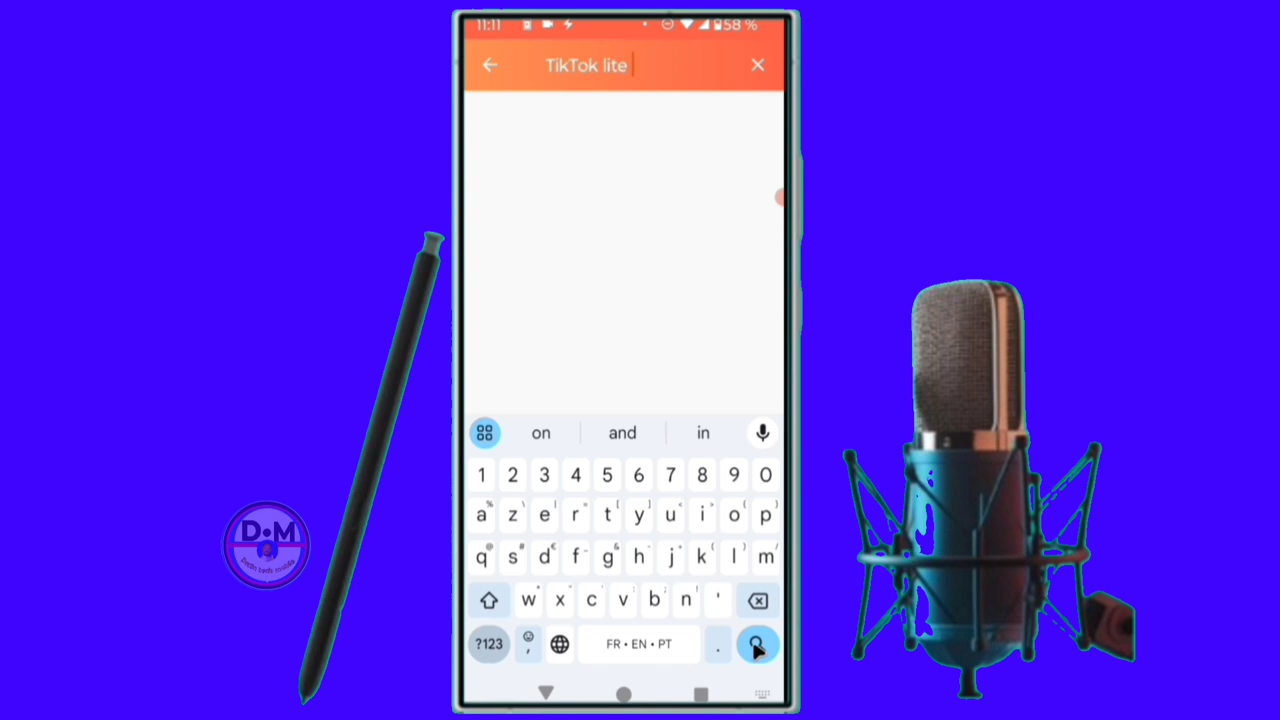 11:11 58 %
TikTok lite
on and in
1 2 3 4 5 6 7 8 9 0
a z e r t y u i o p
q s d f g h j k l m
w x c v b n '
?123 , FR • EN • PT .
D•M